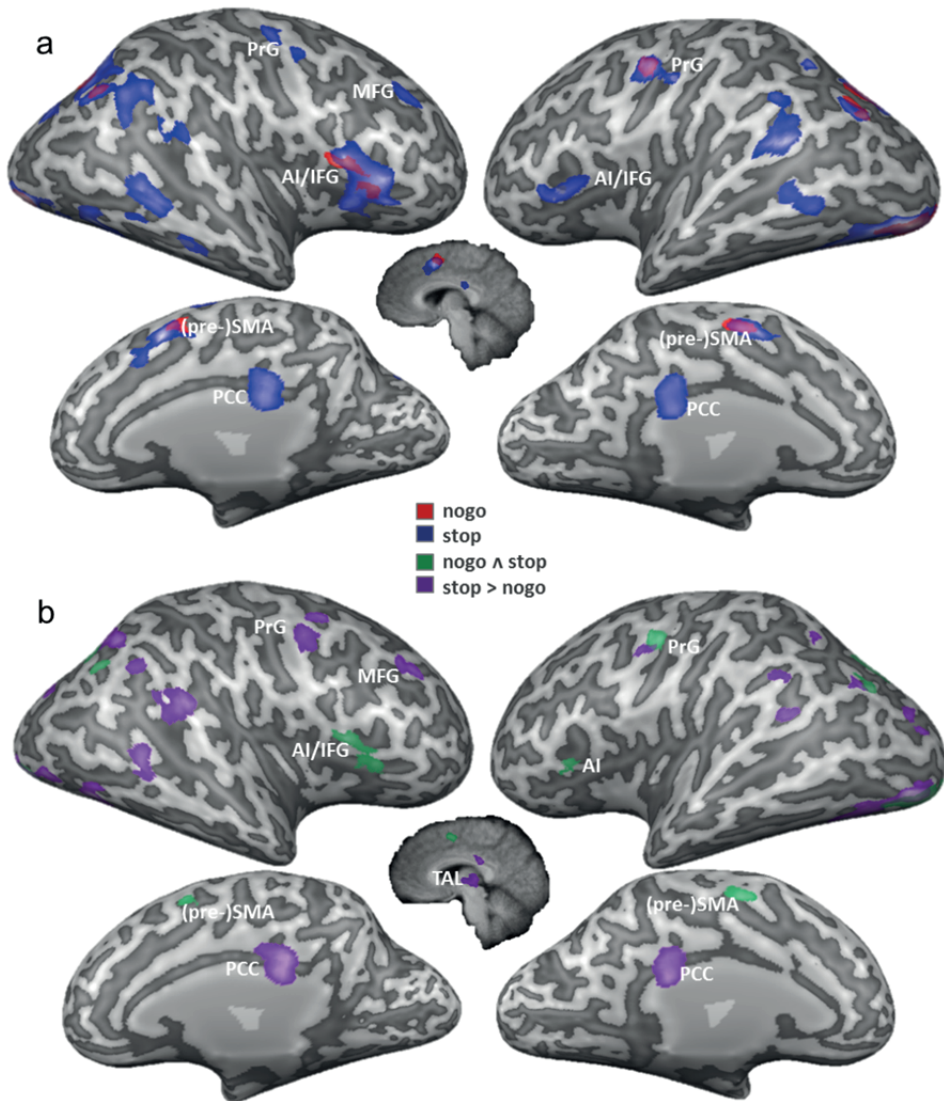 a
PrG
MFG
AI/IFG
PrG
AI/IFG
(pre-)SMA
PCC
(pre-)SMA
PCC
nogo
stop
nogo ∧ stop
stop > nogo
b
PrG
MFG
AI/IFG
PrG
AI
TAL
(pre-)SMA
PCC
(pre-)SMA
PCC